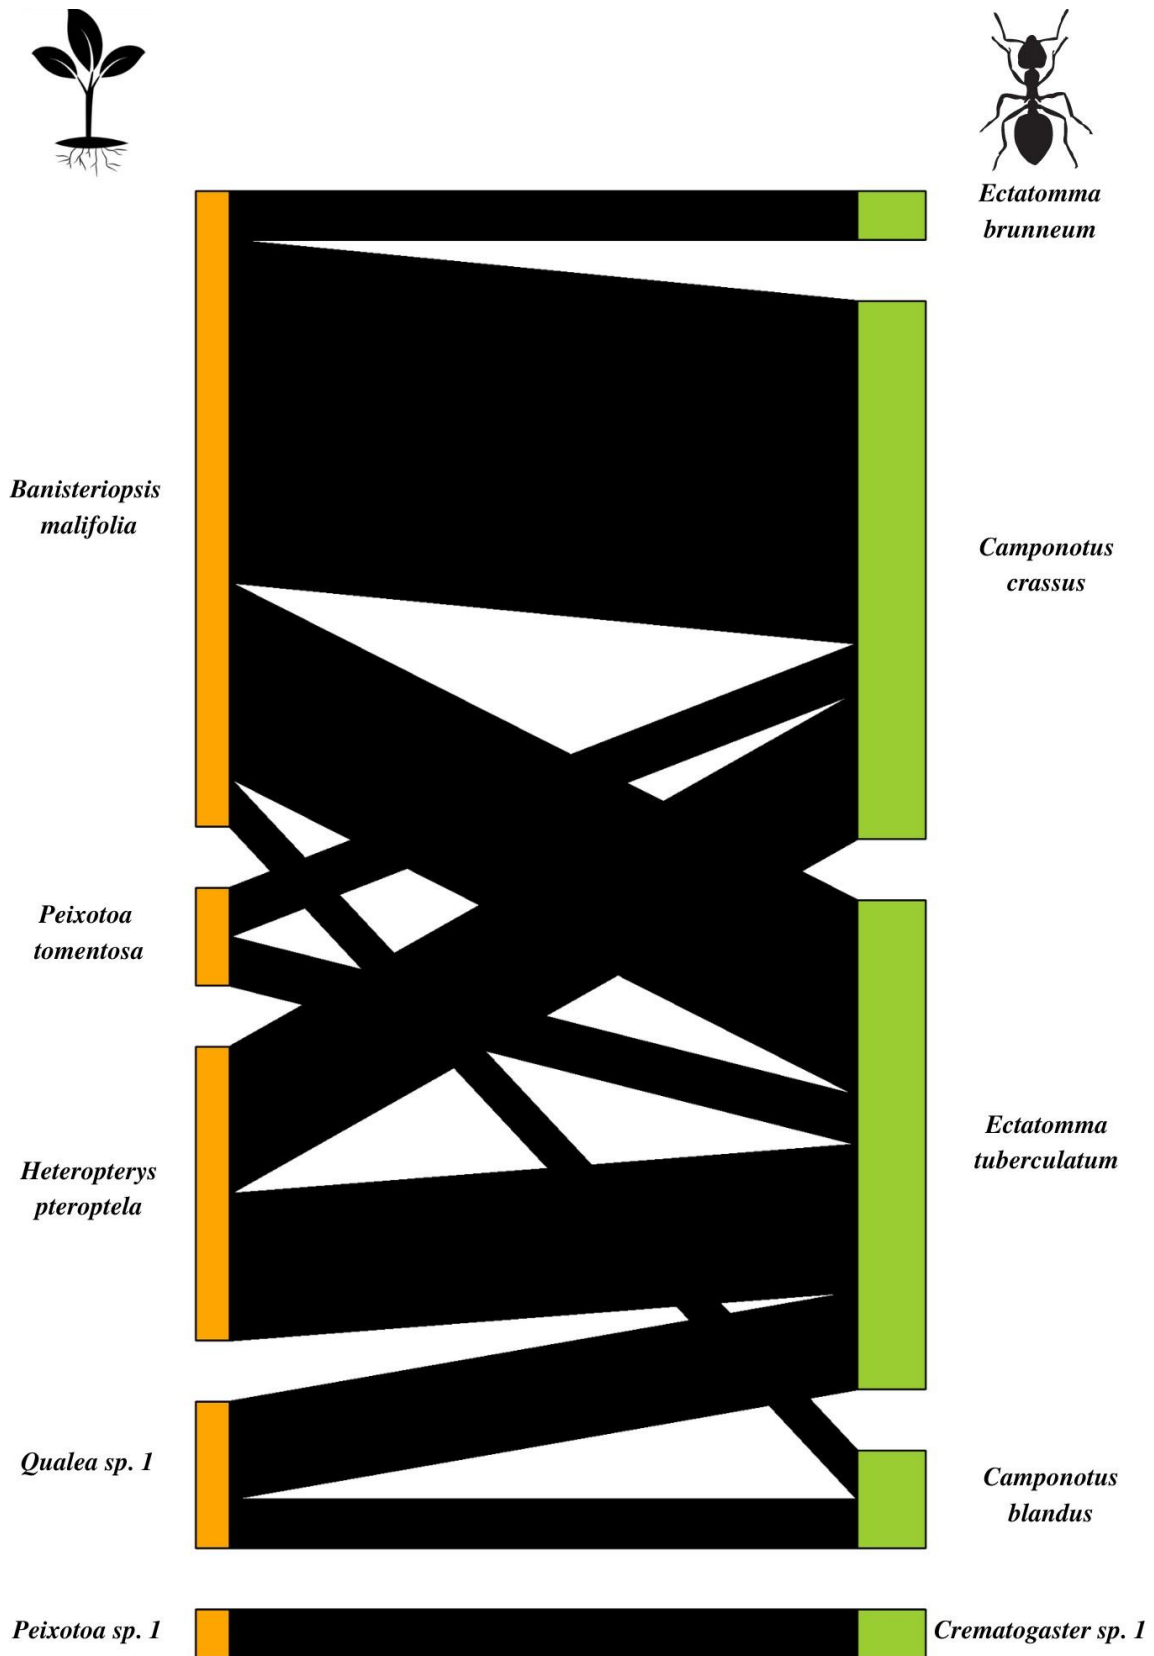 Ectatomma
brunneum
Banisteriopsis
malifolia
Camponotus
crassus
Peixotoa
tomentosa
Ectatomma
tuberculatum
Heteropterys
pteroptela
Qualea sp. 1
Camponotus
blandus
Peixotoa sp. 1
Crematogaster sp. 1